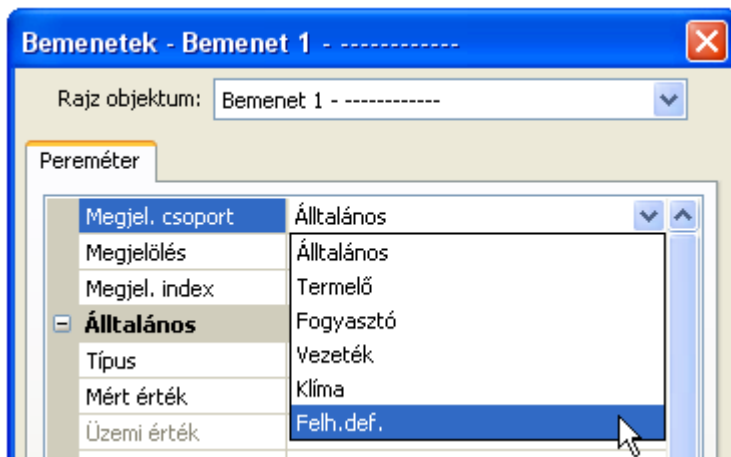 Bemenetek - Bemenet 1 - ------------
Rajz objektum: Bemenet 1 - ------------
Pereméter
Megjel. csoport Álltalános
Megjelölés Álltalános
Megjel. index Termelő
Álltalános Fogyasztó
Típus Vezeték
Mért érték Klíma
Üzemi érték Felh.def.